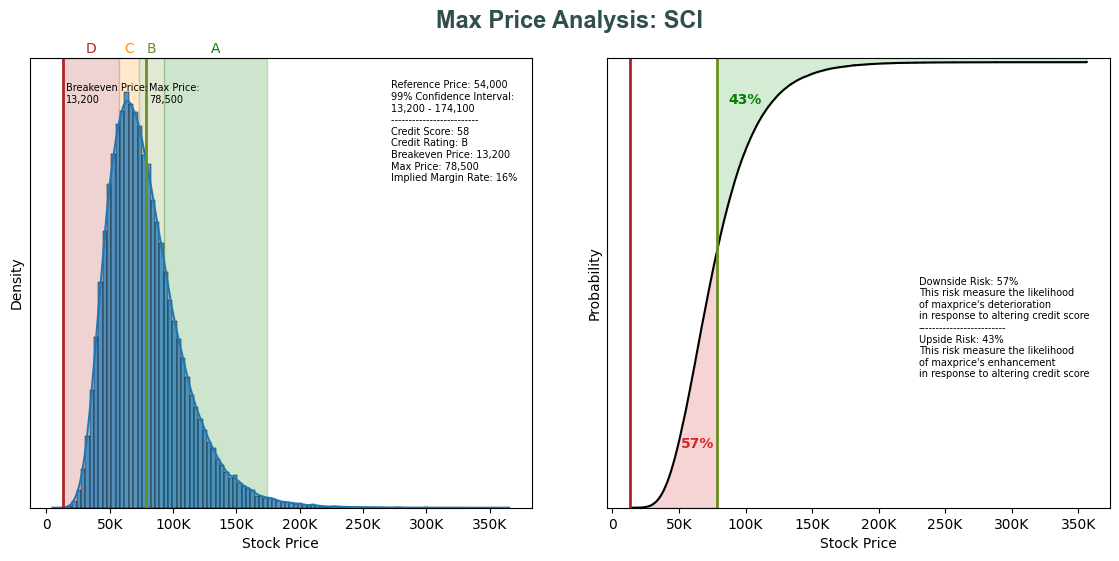 Max Price Analysis: SCI
D
C
B
A
Breakeven Price:
13,200
Max Price:
78,500
Reference Price: 54,000
99% Confidence Interval:
13,200 - 174,100
-------------------------
Credit Score: 58
Credit Rating: B
Breakeven Price: 13,200
Max Price: 78,500
Implied Margin Rate: 16%
Density
0
50K
100K
150K
200K
250K
300K
350K
Stock Price
43%
57%
Downside Risk: 57%
This risk measure the likelihood
of maxprice's deterioration
in response to altering credit score
-------------------------
Upside Risk: 43%
This risk measure the likelihood
of maxprice's enhancement
in response to altering credit score
Probability
0
50K
100K
150K
200K
250K
300K
350K
Stock Price